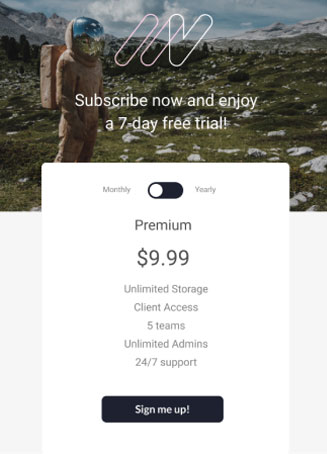 Subscribe now and enjoy
a 7-day free trial!
Monthly Yearly
Premium
$9.99
Unlimited Storage
Client Access
5 teams
Unlimited Admins
24/7 support
Sign me up!